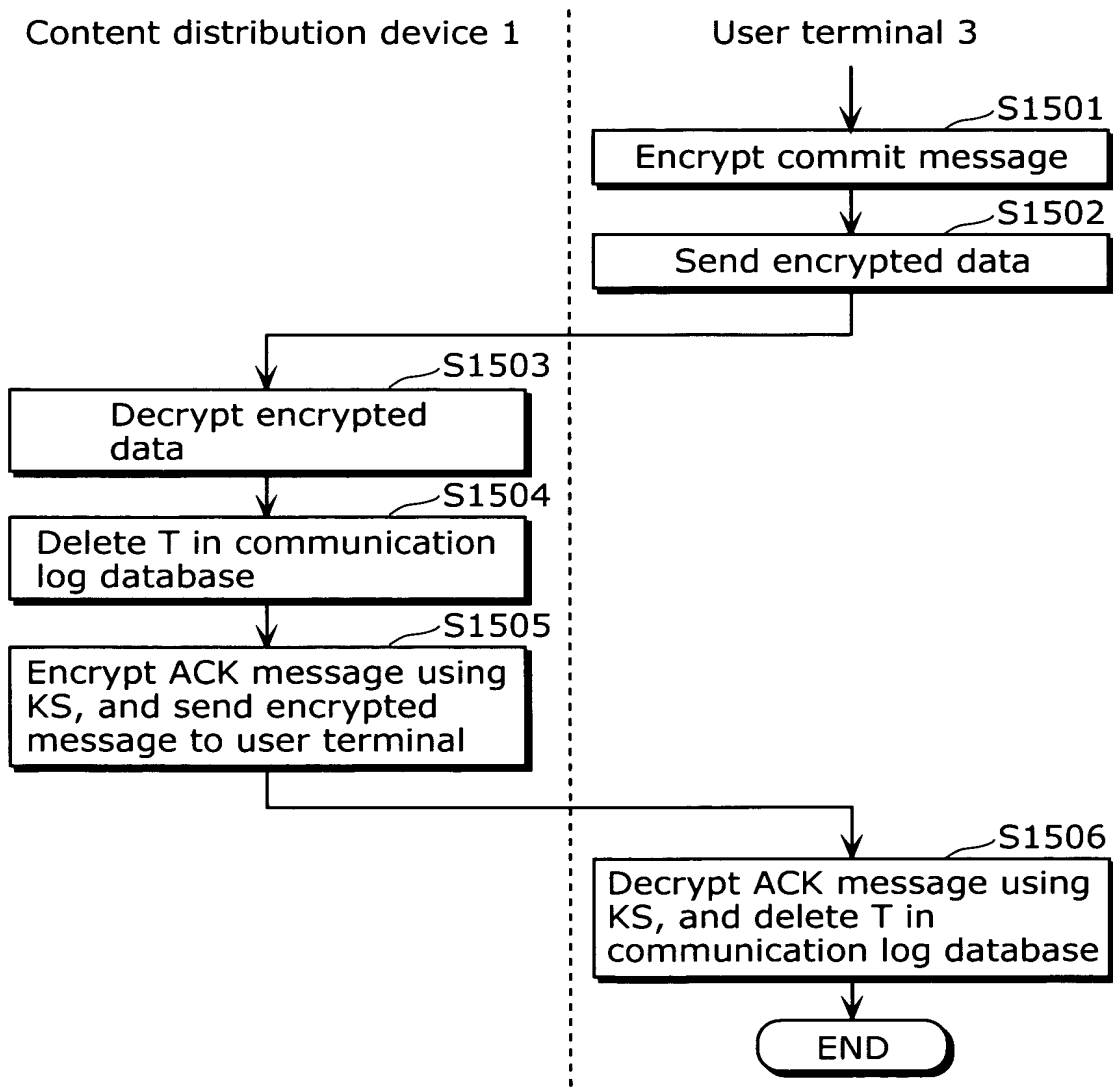 Content distribution device 1
User terminal 3
S1501
Encrypt commit message
S1502
Send encrypted data
S1503
Decrypt encrypted
data
S1504
Delete T in communication
log database
S1505
Encrypt ACK message using
KS, and send encrypted
message to user terminal
S1506
Decrypt ACK message using
KS, and delete T in
communication log database
END